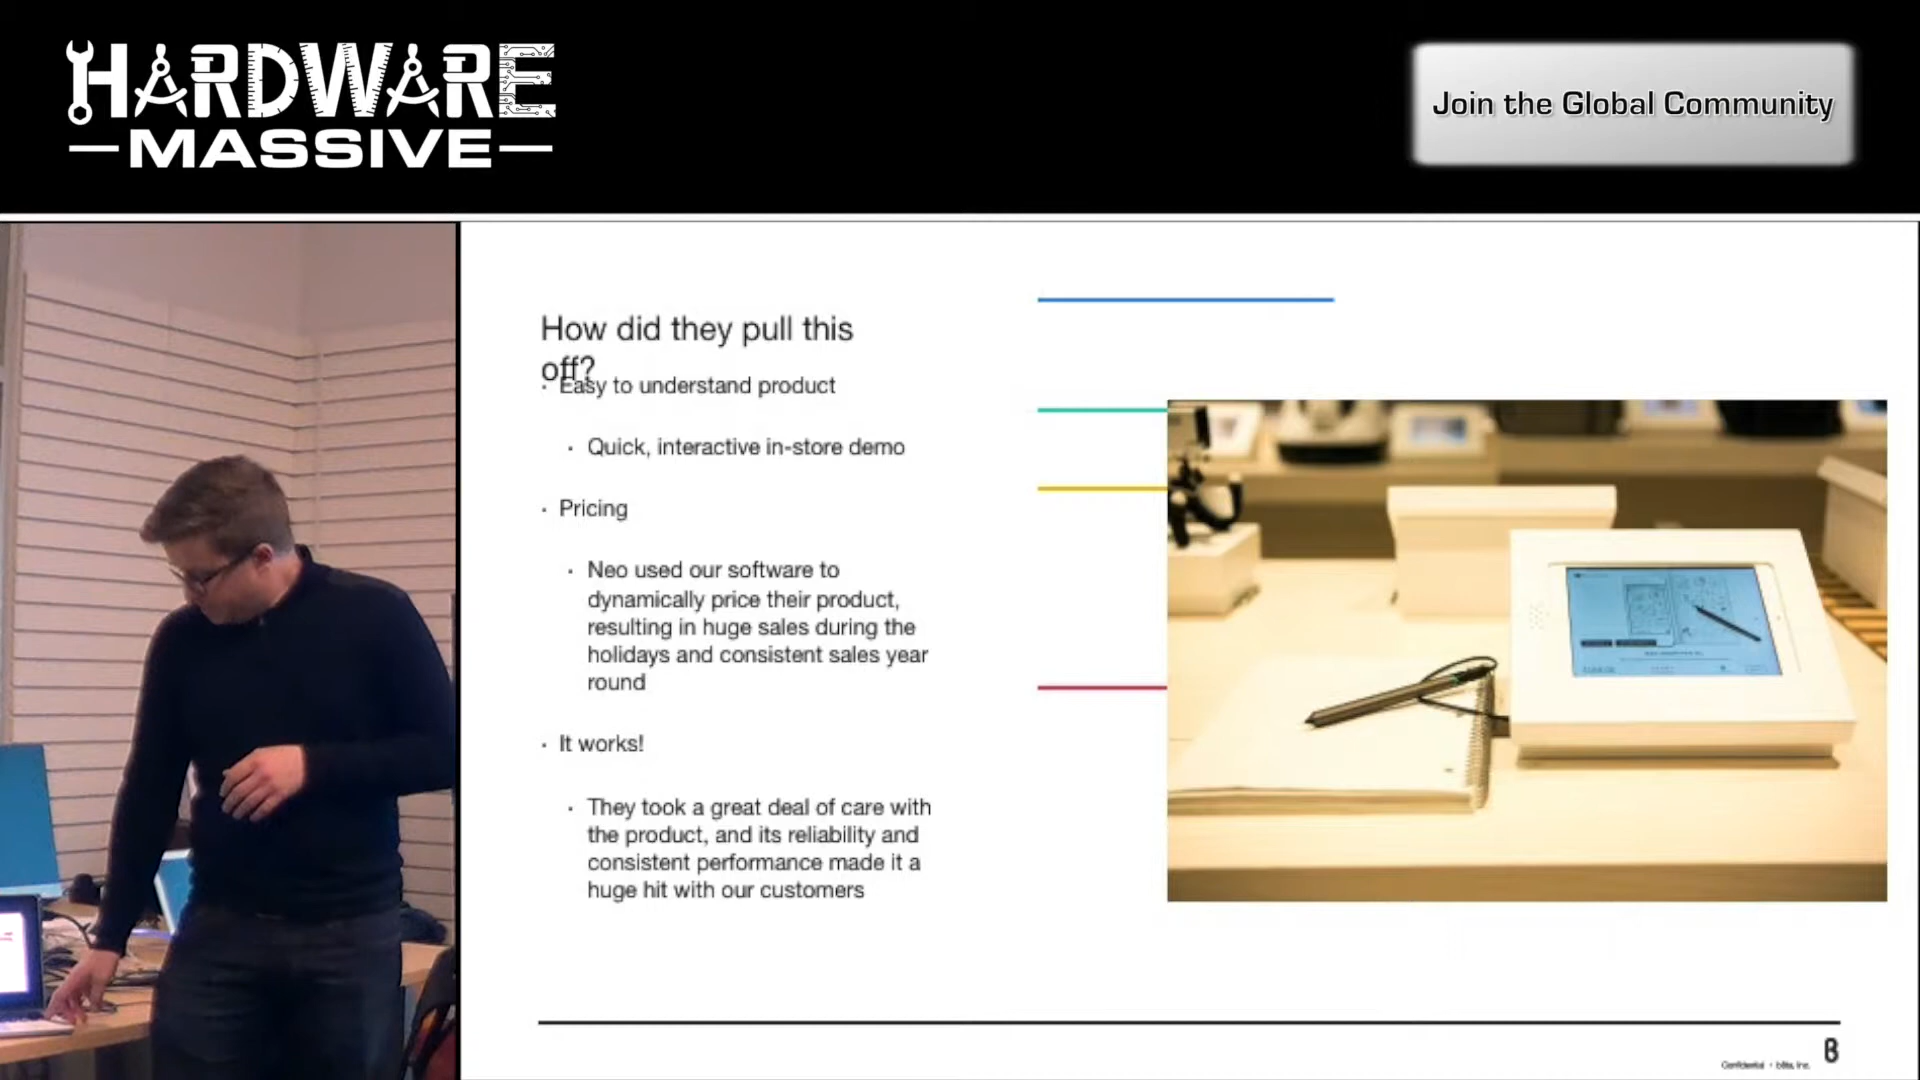 HARDWARE
MASSIVE
Join the Global Community
How did they pull this
off?
· Easy to understand product
· Quick, interactive in-store demo
· Pricing
· Neo used our software to
dynamically price their product,
resulting in huge sales during the
holidays and consistent sales year
round
· It works!
· They took a great deal of care with
the product, and its reliability and
consistent performance made it a
huge hit with our customers
Confidential · b8ta, Inc.